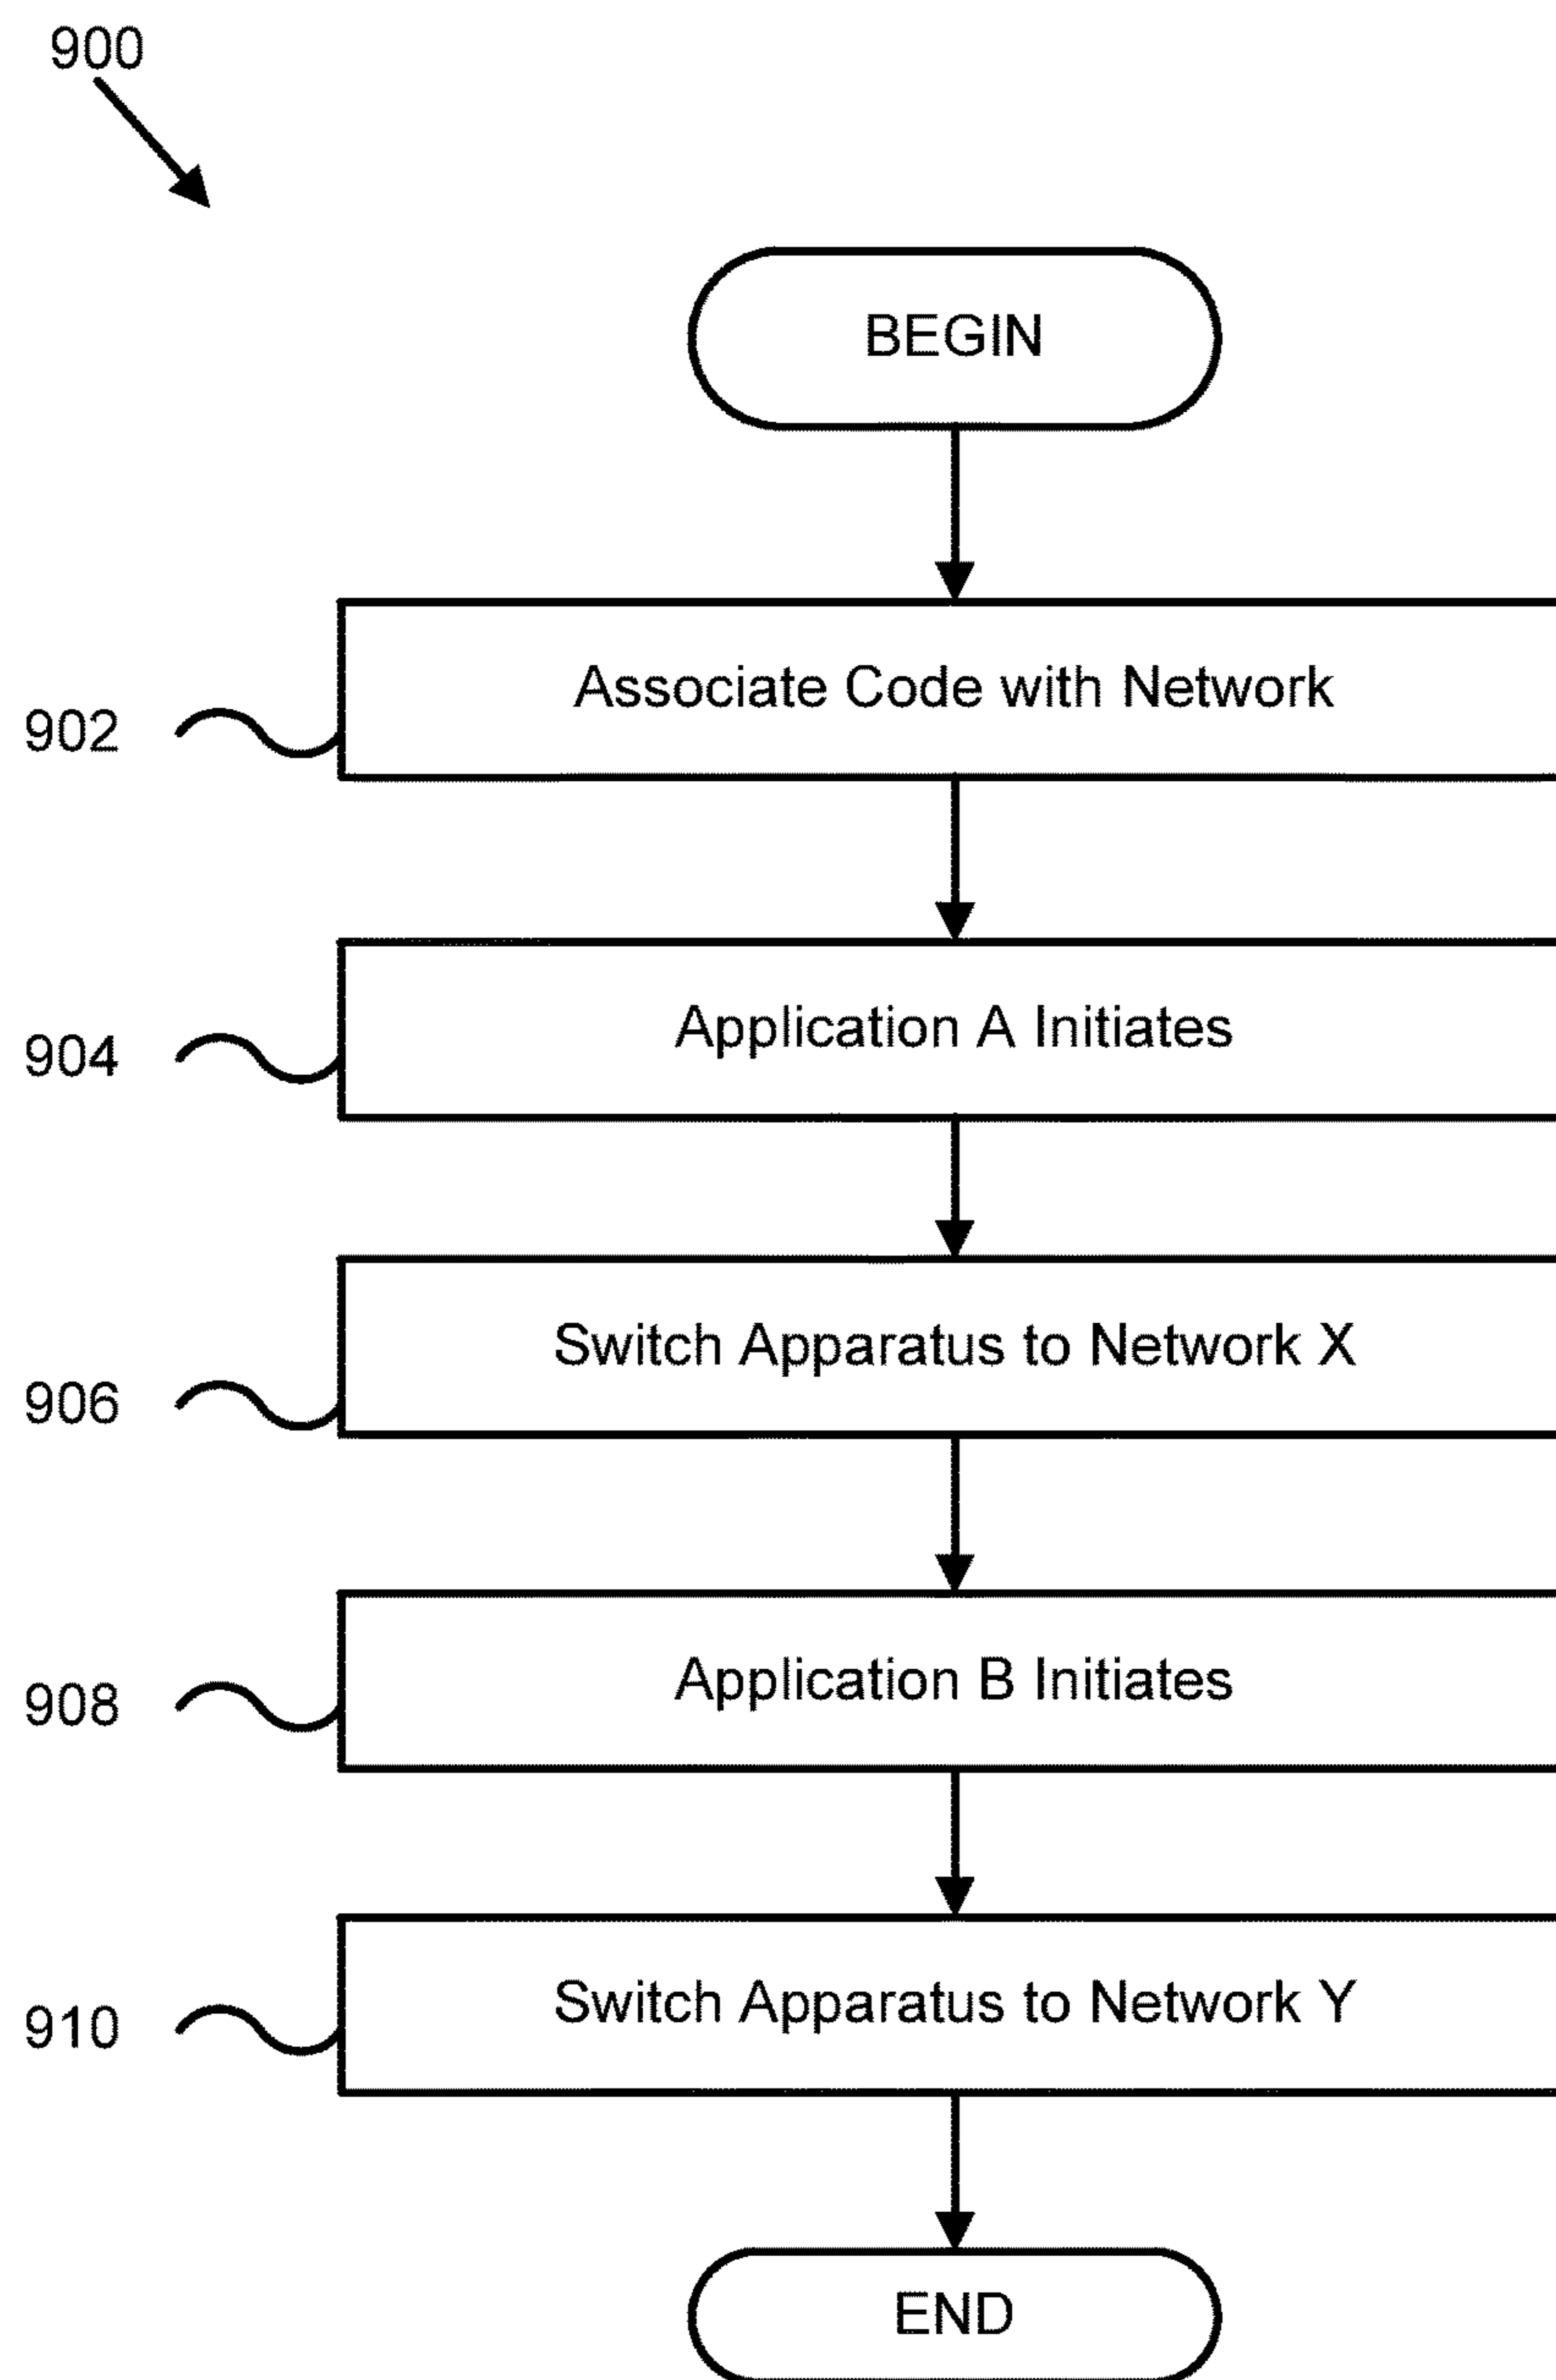 900
BEGIN
Associate Code with Network
902
Application A Initiates
904
Switch Apparatus to Network X
906
Application B Initiates
908
Switch Apparatus to Network Y
910
END